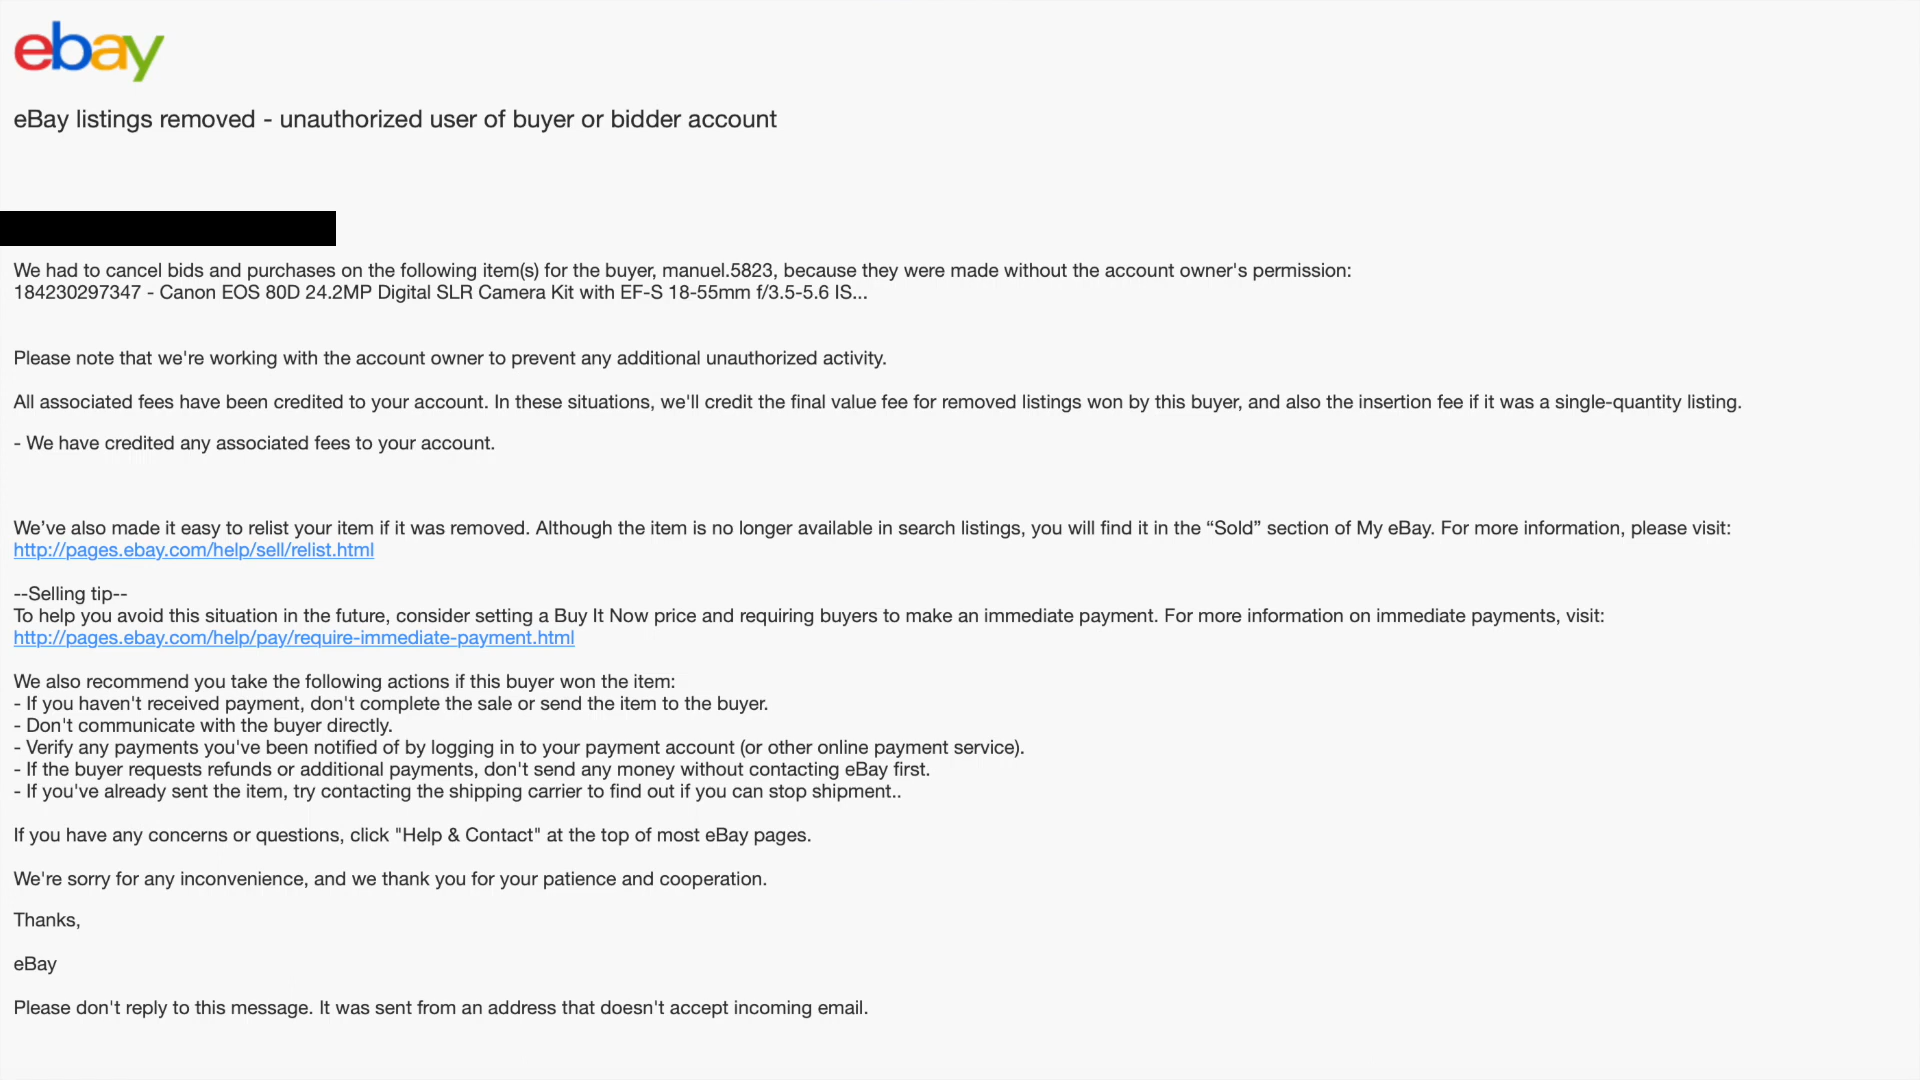 ebay
eBay listings removed - unauthorized user of buyer or bidder account
We had to cancel bids and purchases on the following item(s) for the buyer, manuel.5823, because they were made without the account owner's permission:
184230297347 - Canon EOS 80D 24.2MP Digital SLR Camera Kit with EF-S 18-55mm f/3.5-5.6 IS...
Please note that we're working with the account owner to prevent any additional unauthorized activity.
All associated fees have been credited to your account. In these situations, we'll credit the final value fee for removed listings won by this buyer, and also the insertion fee if it was a single-quantity listing.
- We have credited any associated fees to your account.
We’ve also made it easy to relist your item if it was removed. Although the item is no longer available in search listings, you will find it in the “Sold” section of My eBay. For more information, please visit:
http://pages.ebay.com/help/sell/relist.html
--Selling tip--
To help you avoid this situation in the future, consider setting a Buy It Now price and requiring buyers to make an immediate payment. For more information on immediate payments, visit:
http://pages.ebay.com/help/pay/require-immediate-payment.html
We also recommend you take the following actions if this buyer won the item:
- If you haven't received payment, don't complete the sale or send the item to the buyer.
- Don't communicate with the buyer directly.
- Verify any payments you've been notified of by logging in to your payment account (or other online payment service).
- If the buyer requests refunds or additional payments, don't send any money without contacting eBay first.
- If you've already sent the item, try contacting the shipping carrier to find out if you can stop shipment..
If you have any concerns or questions, click "Help & Contact" at the top of most eBay pages.
We're sorry for any inconvenience, and we thank you for your patience and cooperation.
Thanks,
eBay
Please don't reply to this message. It was sent from an address that doesn't accept incoming email.